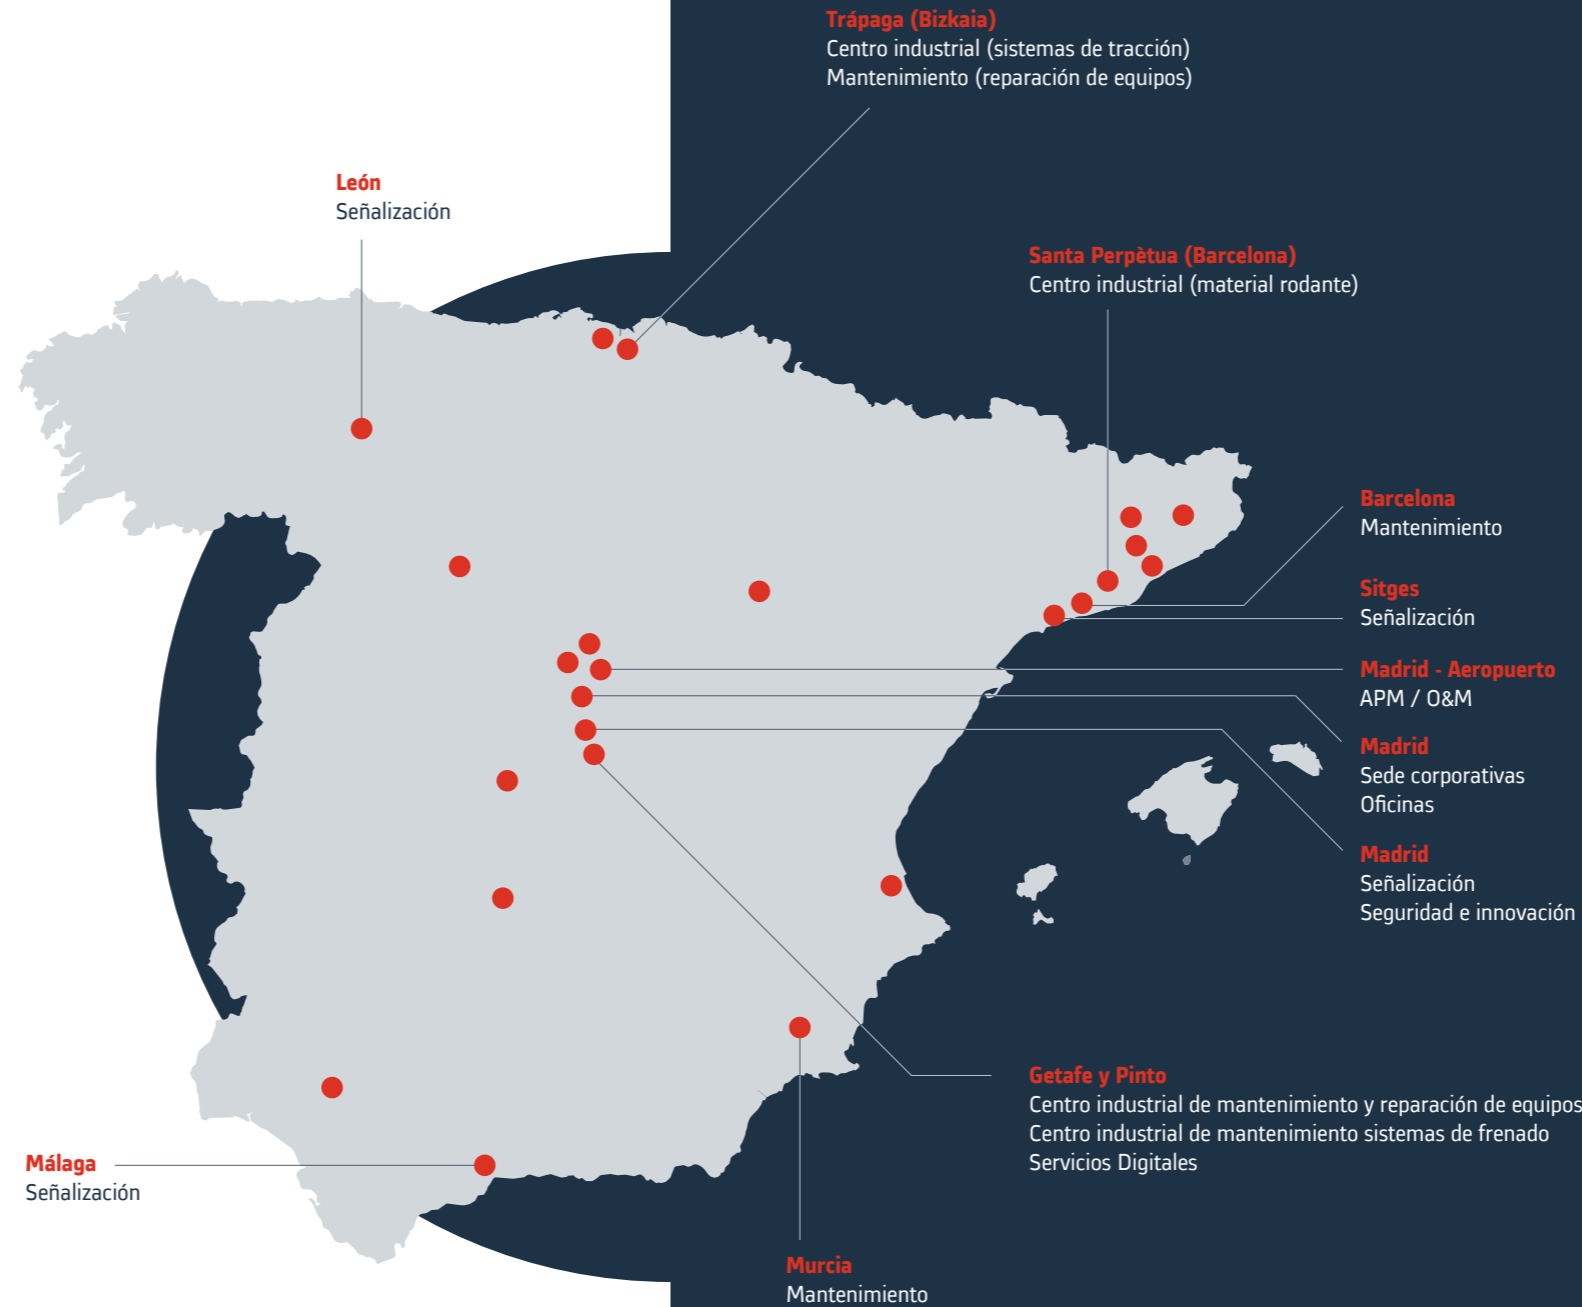 Trápaga (Bizkaia)
Centro industrial (sistemas de tracción)
Mantenimiento (reparación de equipos)
León
Señalización
Santa Perpètua (Barcelona)
Centro industrial (material rodante)
Barcelona
Mantenimiento
Sitges
Señalización
Madrid - Aeropuerto
APM / O&M
Madrid
Sede corporativas
Oficinas
Madrid
Señalización
Seguridad e innovación
Getafe y Pinto
Centro industrial de mantenimiento y reparación de equipos
Centro industrial de mantenimiento sistemas de frenado
Servicios Digitales
Málaga
Señalización
Murcia
Mantenimiento